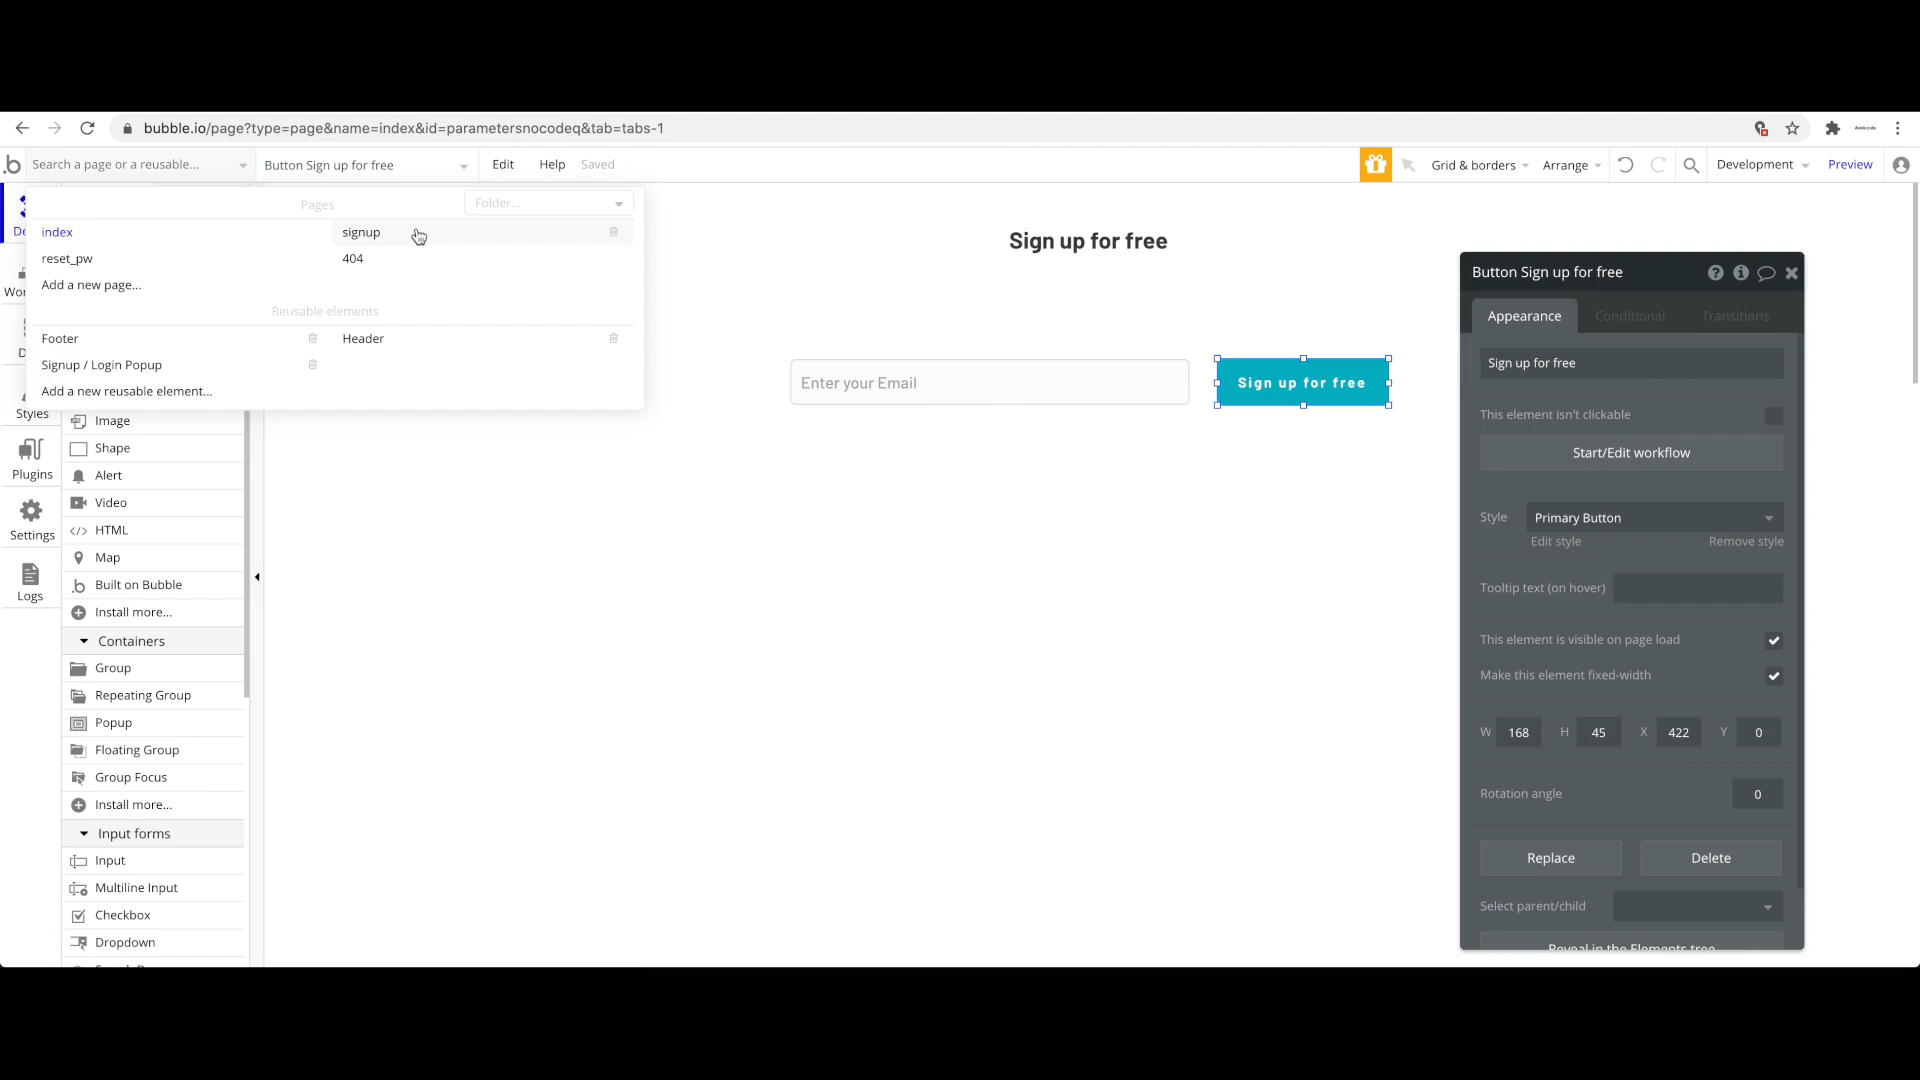 bubble.io/page?type=page&name=index&id=parametersnocodeq&tab=tabs-1
Search a page or a reusable...
Button Sign up for free
Edit
Help
Saved
Grid & borders
Arrange
Development
Preview
Pages
Folder...
index
signup
reset_pw
404
Add a new page...
Reusable elements
Footer
Header
Signup / Login Popup
Add a new reusable element...
Styles
Plugins
Settings
Logs
Image
Shape
Alert
Video
HTML
Map
Built on Bubble
Install more...
Containers
Group
Repeating Group
Popup
Floating Group
Group Focus
Install more...
Input forms
Input
Multiline Input
Checkbox
Dropdown
Sign up for free
Enter your Email
Sign up for free
Button Sign up for free
Appearance
Conditional
Transitions
Sign up for free
This element isn't clickable
Start/Edit workflow
Style
Primary Button
Edit style
Remove style
Tooltip text (on hover)
This element is visible on page load
Make this element fixed-width
W 168 H 45 X 422 Y 0
Rotation angle
0
Replace
Delete
Select parent/child
Reveal in the Elements tree